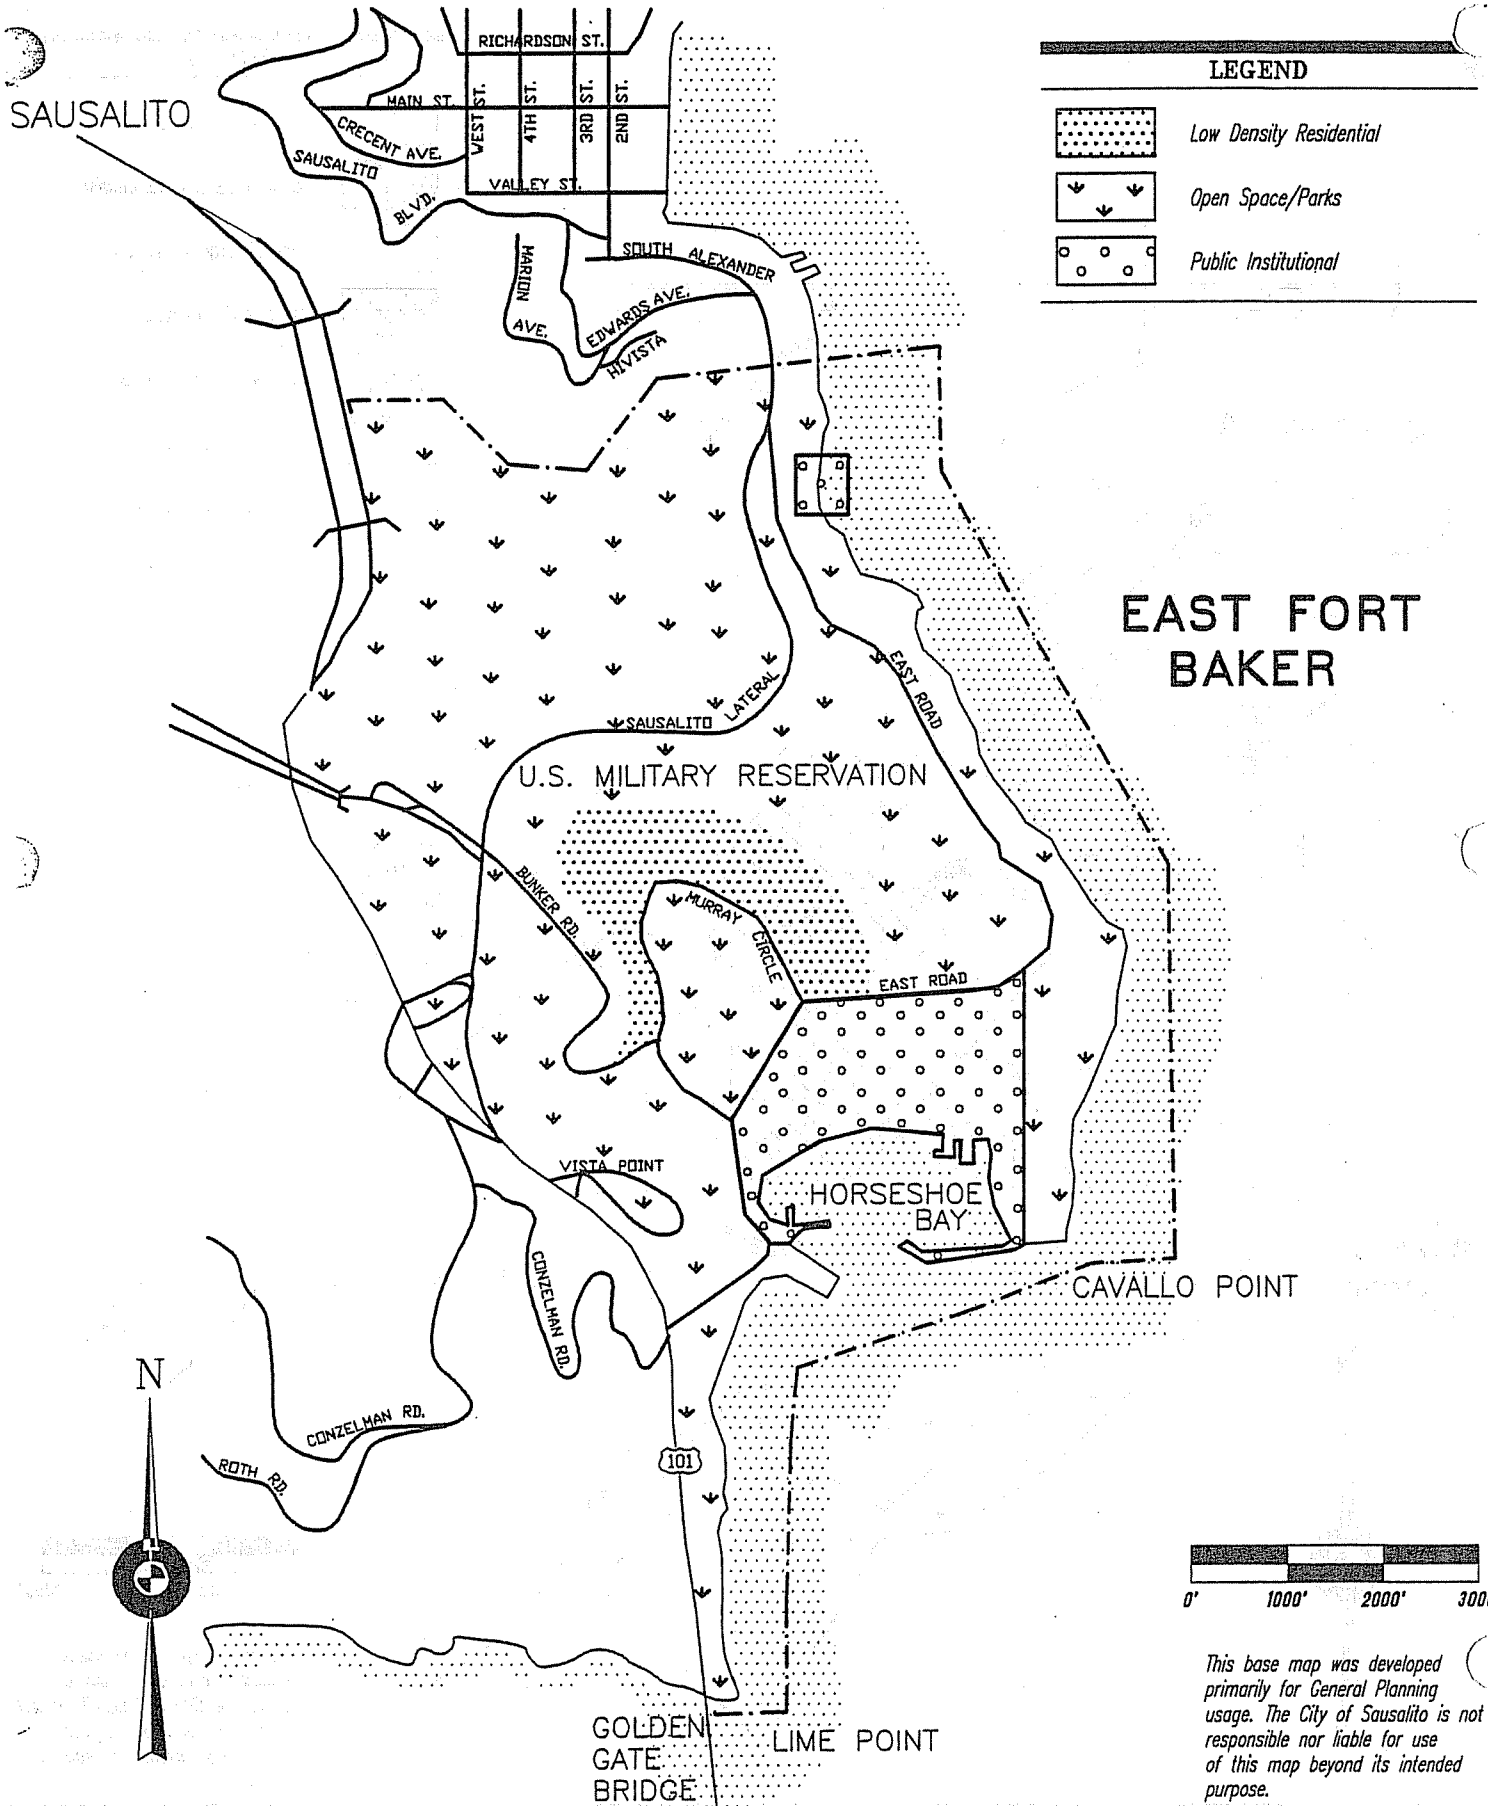 RICHARDSON ST.
LEGEND
Low Density Residential
Open Space/Parks
Public Institutional
SAUSALITO
MAIN ST.
WEST ST.
4TH ST.
3RD ST.
2ND ST.
CRECENT AVE.
SAUSALITO
BLVD.
VALLEY ST.
MARION
AVE.
SOUTH ALEXANDER
EDWARDS AVE.
HIVISTA
EAST FORT
BAKER
EAST ROAD
SAUSALITO LATERAL
U.S. MILITARY RESERVATION
BUNKER RD.
MURRAY
CIRCLE
EAST ROAD
VISTA POINT
HORSESHOE
BAY
CAVALLO POINT
CONZELMAN RD.
N
CONZELMAN RD.
ROTH RD.
101
0' 1000' 2000' 300
This base map was developed
primarily for General Planning
usage. The City of Sausalito is not
responsible nor liable for use
of this map beyond its intended
purpose.
GOLDEN
GATE
BRIDGE
LIME POINT